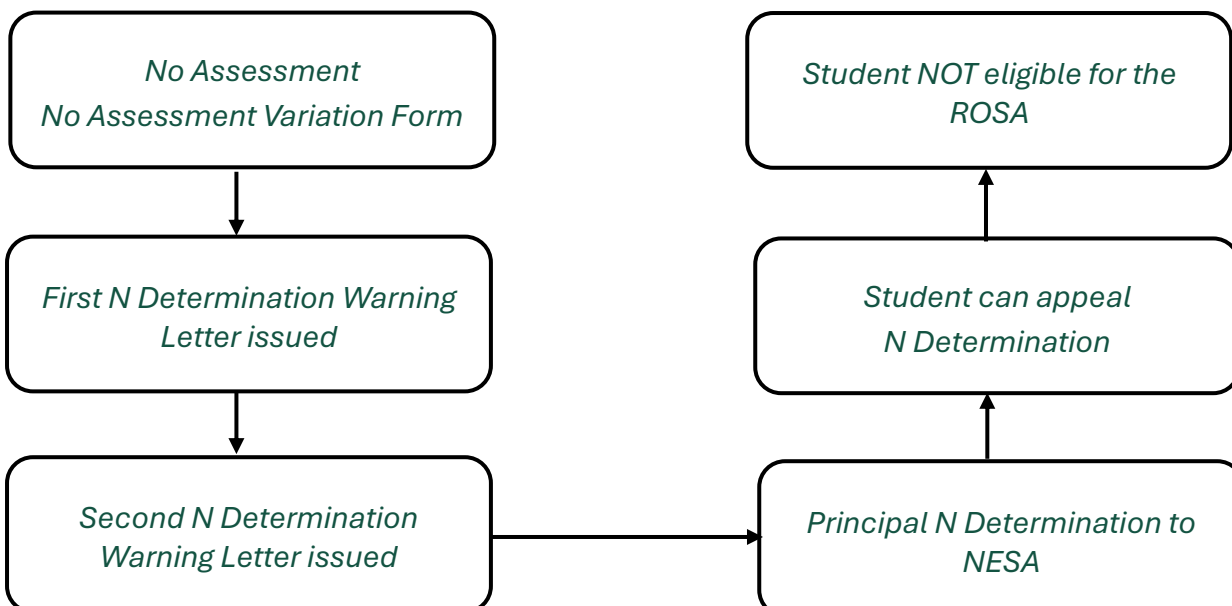 No Assessment
No Assessment Variation Form
First N Determination Warning
Letter issued
Second N Determination
Warning Letter issued
Principal N Determination to
NESA
Student can appeal
N Determination
Student NOT eligible for the
ROSA